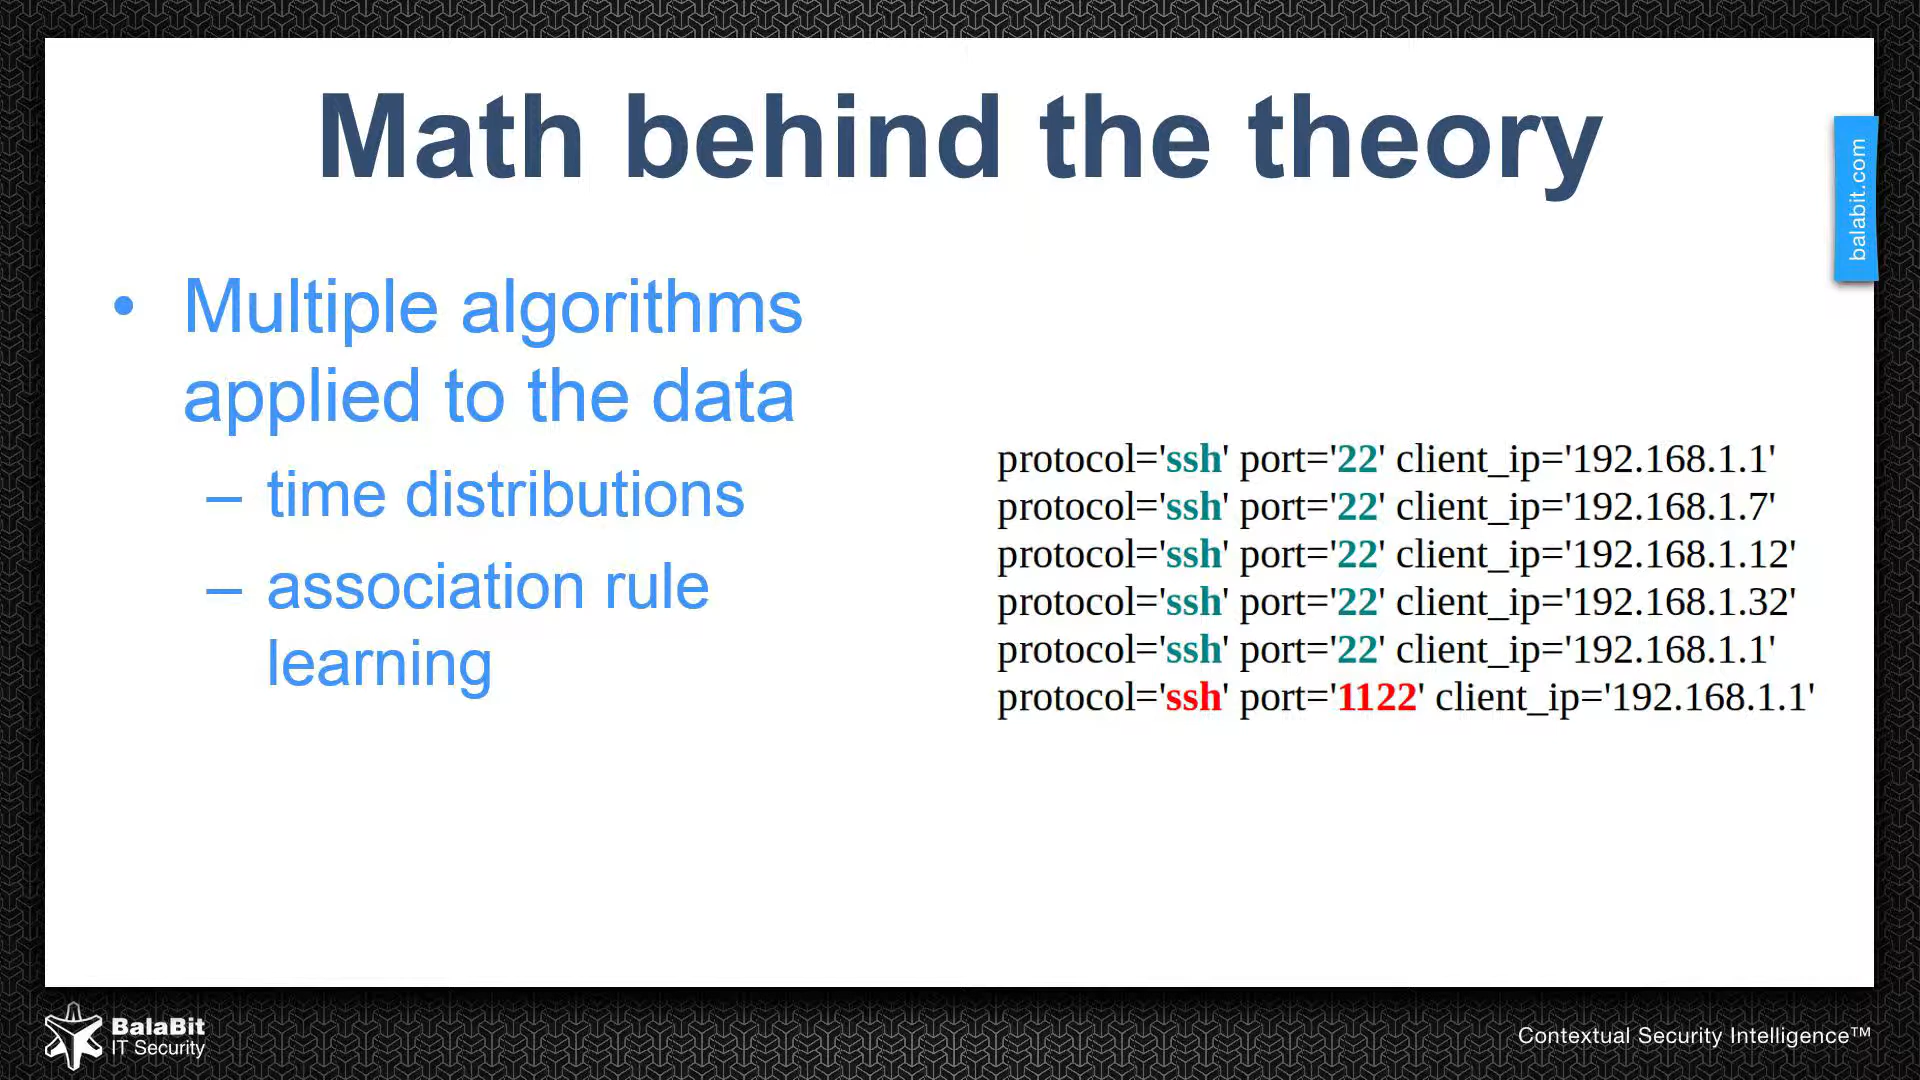 Math behind the theory
balabit.com
• Multiple algorithms
applied to the data
– time distributions
– association rule
learning
protocol='ssh' port='22' client_ip='192.168.1.1'
protocol='ssh' port='22' client_ip='192.168.1.7'
protocol='ssh' port='22' client_ip='192.168.1.12'
protocol='ssh' port='22' client_ip='192.168.1.32'
protocol='ssh' port='22' client_ip='192.168.1.1'
protocol='ssh' port='1122' client_ip='192.168.1.1'
BalaBit
IT Security
Contextual Security Intelligence™